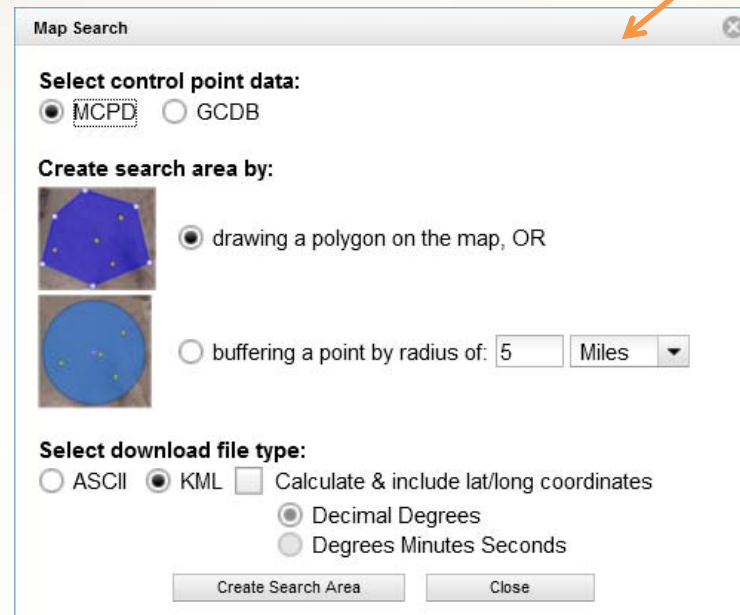 Map Search
Select control point data:
MCPD GCDB
Create search area by:
drawing a polygon on the map, OR
buffering a point by radius of: 5 Miles
Select download file type:
ASCII KML Calculate & include lat/long coordinates
Decimal Degrees
Degrees Minutes Seconds
Create Search Area Close